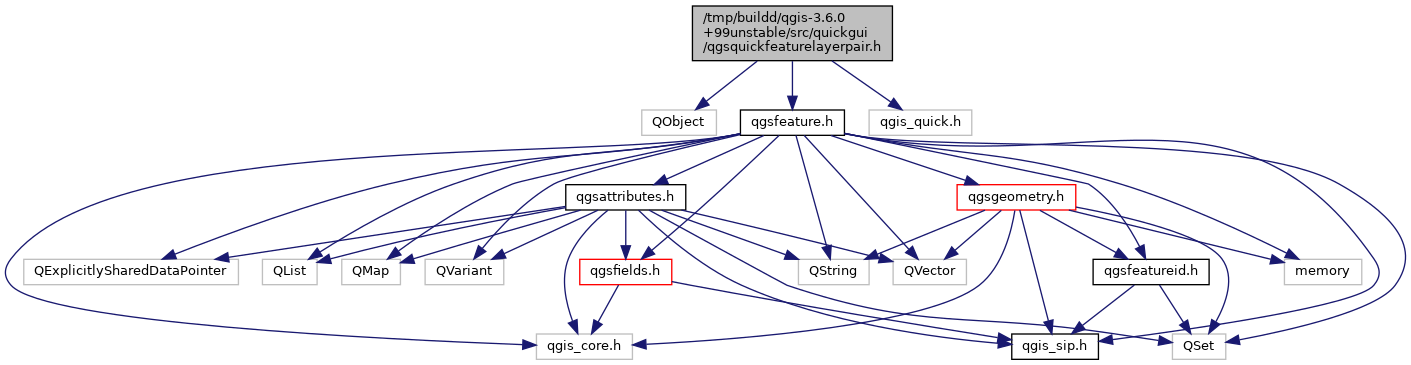 /tmp/buildd/qgis-3.6.0
+99unstable/src/quickgui
/qgsquickfeaturelayerpair.h
QObject
qgsfeature.h
qgis_quick.h
qgsattributes.h
qgsgeometry.h
QExplicitlySharedDataPointer
QList
QMap
QVariant
qgsfields.h
QString
QVector
qgsfeatureid.h
memory
qgis_core.h
qgis_sip.h
QSet